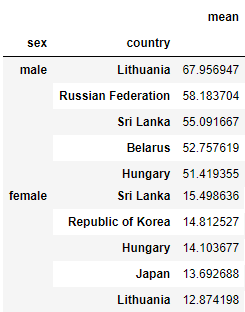 mean
sex country
male Lithuania 67.956947
Russian Federation 58.183704
Sri Lanka 55.091667
Belarus 52.757619
Hungary 51.419355
female Sri Lanka 15.498636
Republic of Korea 14.812527
Hungary 14.103677
Japan 13.692688
Lithuania 12.874198